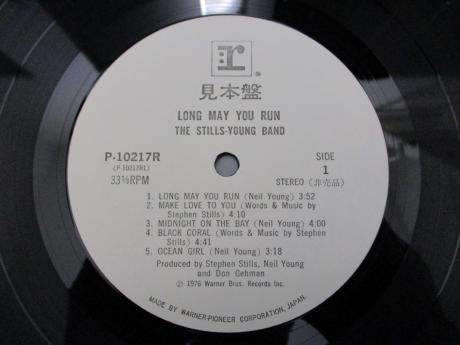 r
見本盤
LONG MAY YOU RUN
THE STILLS-YOUNG BAND
P-10217R
(P-10217R1)
33⅓RPM
SIDE
1
STEREO (非売品)
1. LONG MAY YOU RUN (Neil Young) 3:52
2. MAKE LOVE TO YOU (Words & Music by
Stephen Stills) 4:10
3. MIDNIGHT ON THE BAY (Neil Young) 4:00
4. BLACK CORAL (Words & Music by Stephen
Stills) 4:41
5. OCEAN GIRL (Neil Young) 3:18
Produced by Stephen Stills, Neil Young
and Don Gehman
Ⓟ 1976 Warner Bros. Records Inc.
MADE BY WARNER-PIONEER CORPORATION, JAPAN.